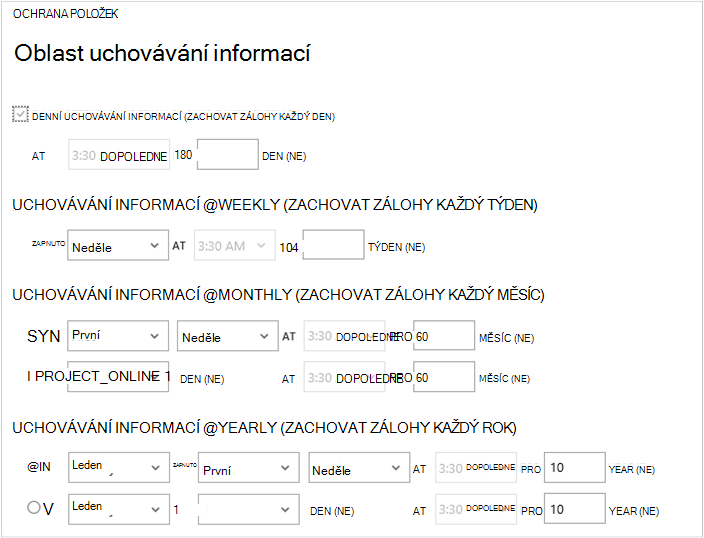 OCHRANA POLOŽEK
Oblast uchovávání informací
DENNÍ UCHOVÁVÁNÍ INFORMACÍ (ZACHOVAT ZÁLOHY KAŽDÝ DEN)
AT 3:30 DOPOLEDNE 180 DEN (NE)
UCHOVÁVÁNÍ INFORMACÍ @WEEKLY (ZACHOVAT ZÁLOHY KAŽDÝ TÝDEN)
ZAPNUTO Neděle AT 3:30 AM 104 TÝDEN (NE)
UCHOVÁVÁNÍ INFORMACÍ @MONTHLY (ZACHOVAT ZÁLOHY KAŽDÝ MĚSÍC)
SYN První Neděle AT 3:30 DOPOLEDNE PRO 60 MĚSÍC (NE)
I PROJECT_ONLINE 1 DEN (NE) AT 3:30 DOPOLEDNE PRO 60 MĚSÍC (NE)
UCHOVÁVÁNÍ INFORMACÍ @YEARLY (ZACHOVAT ZÁLOHY KAŽDÝ ROK)
@IN Leden ZAPNUTO První Neděle AT 3:30 DOPOLEDNE PRO 10 YEAR (NE)
V Leden 1 DEN (NE) AT 3:30 DOPOLEDNE PRO 10 YEAR (NE)